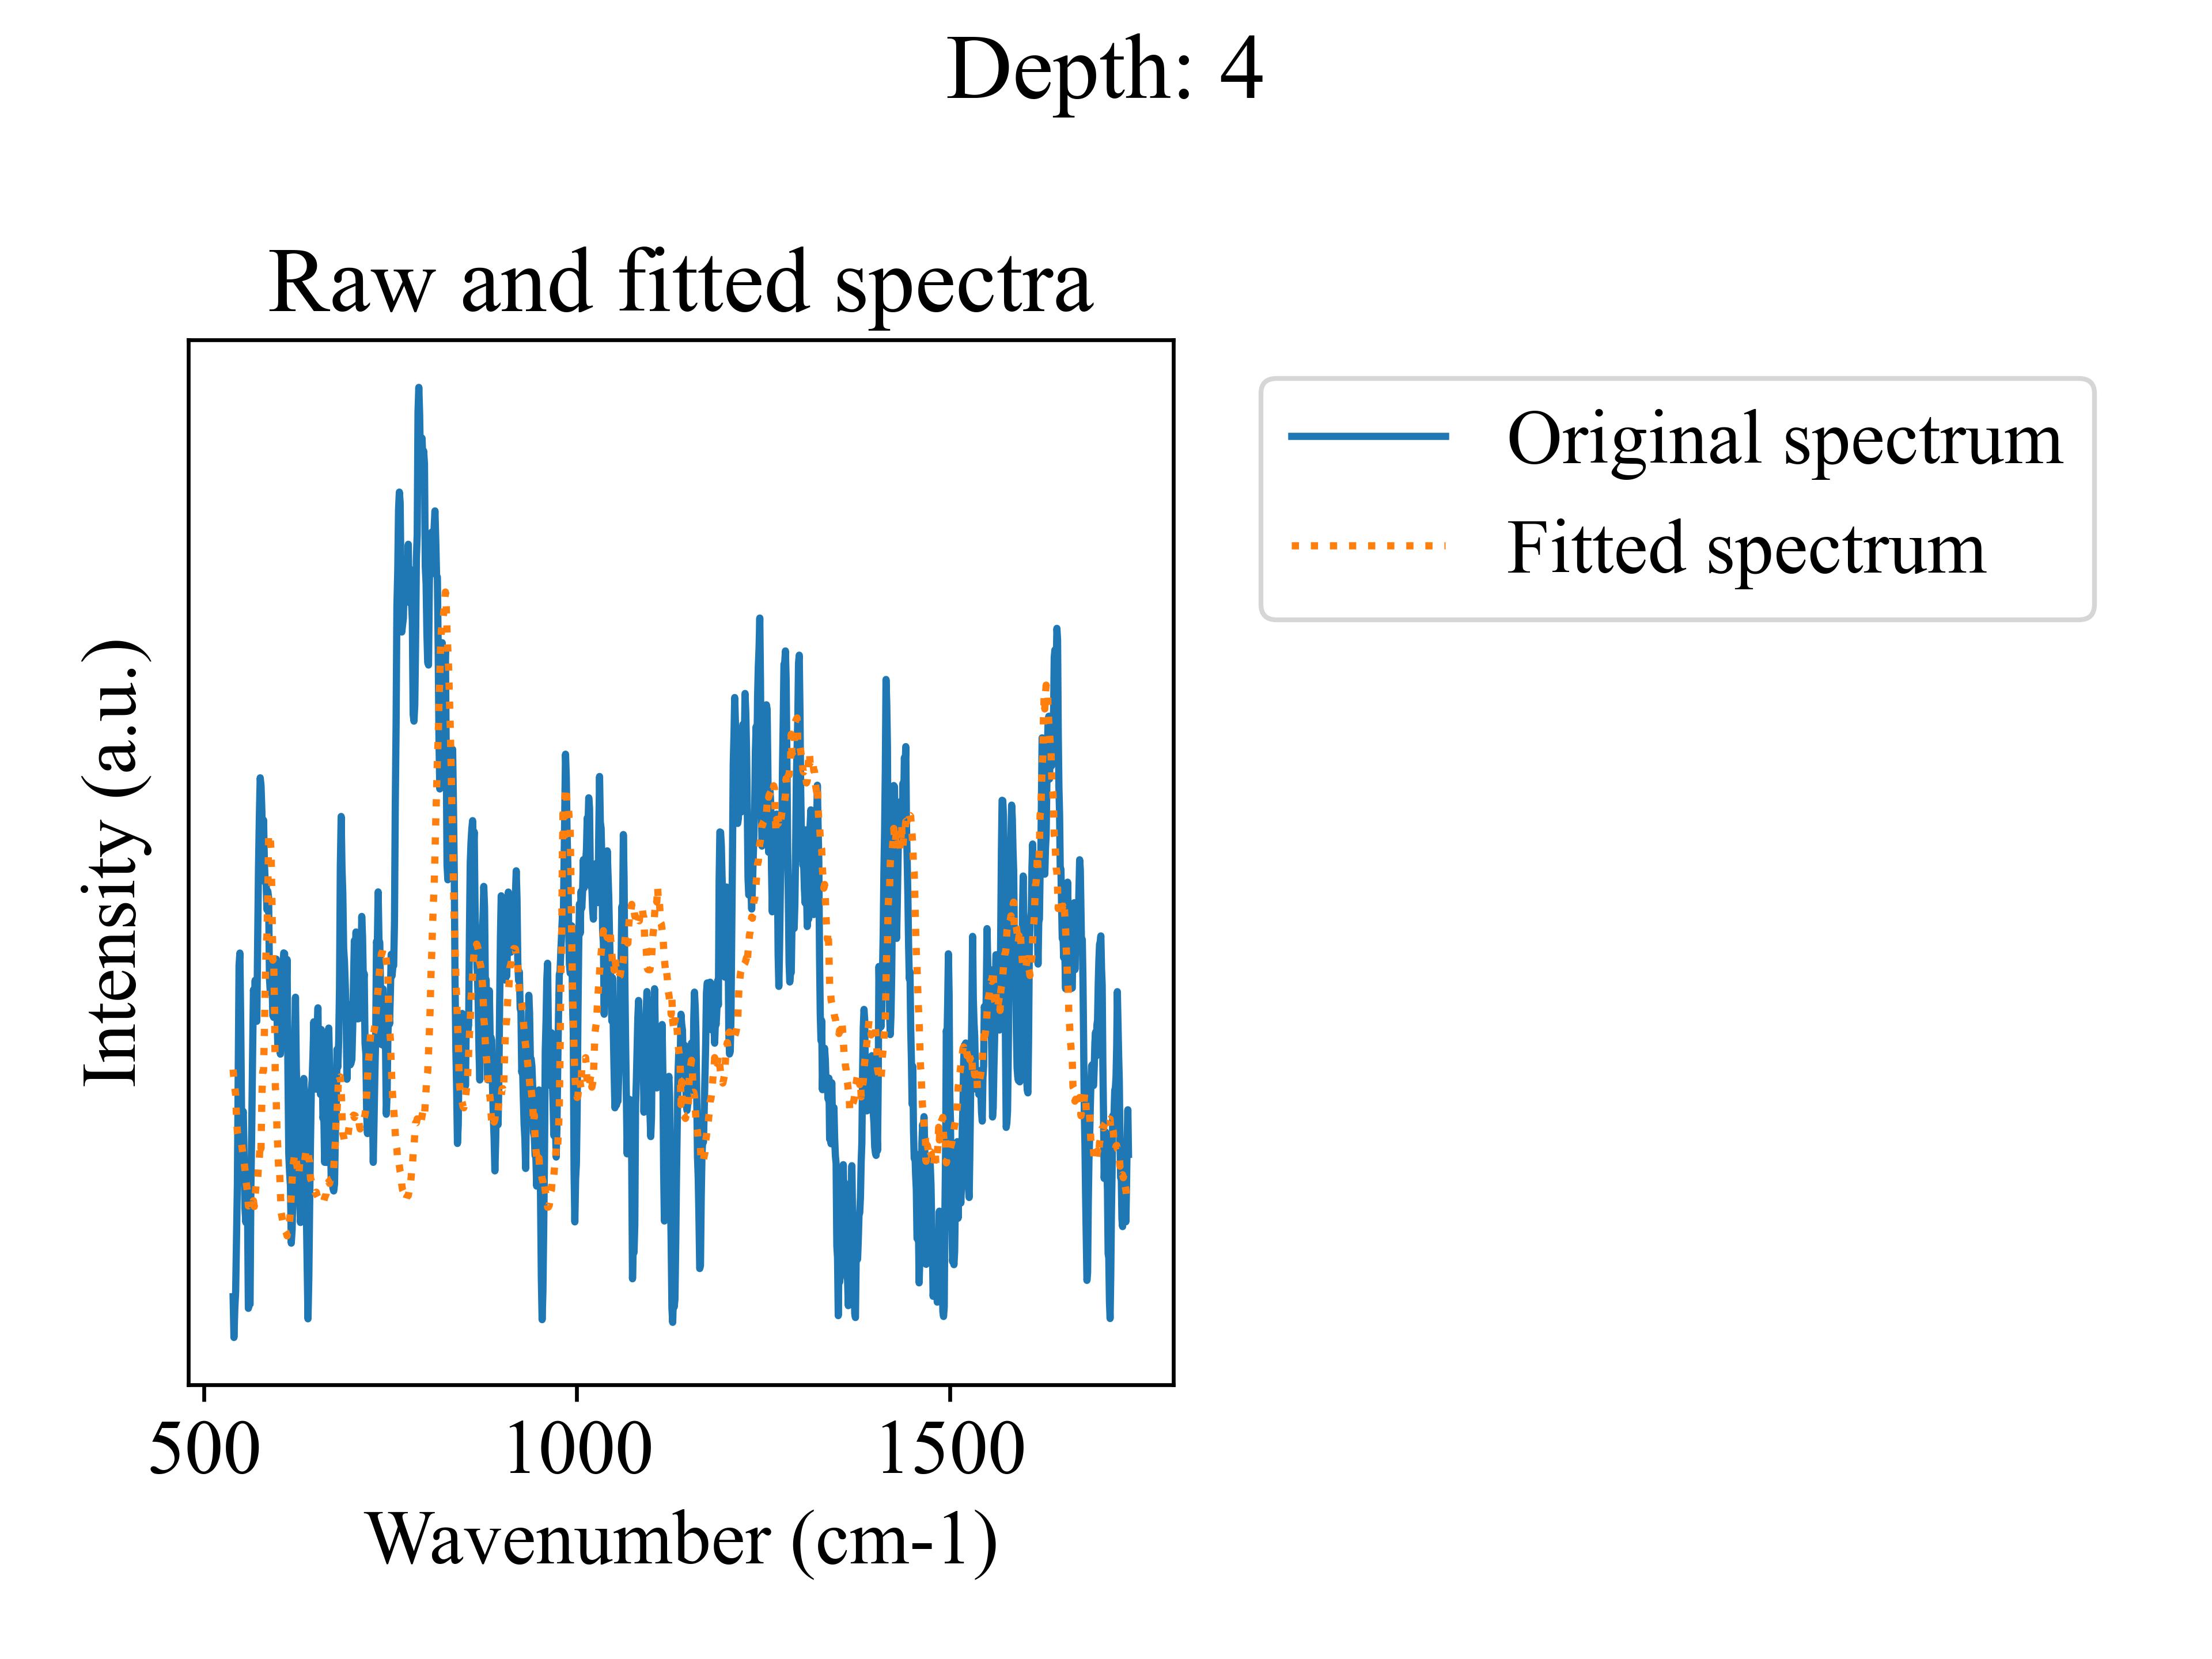 Depth: 4
Raw and fitted spectra
Original spectrum
Fitted spectrum
Intensity (a.u.)
500 1000 1500
Wavenumber (cm-1)